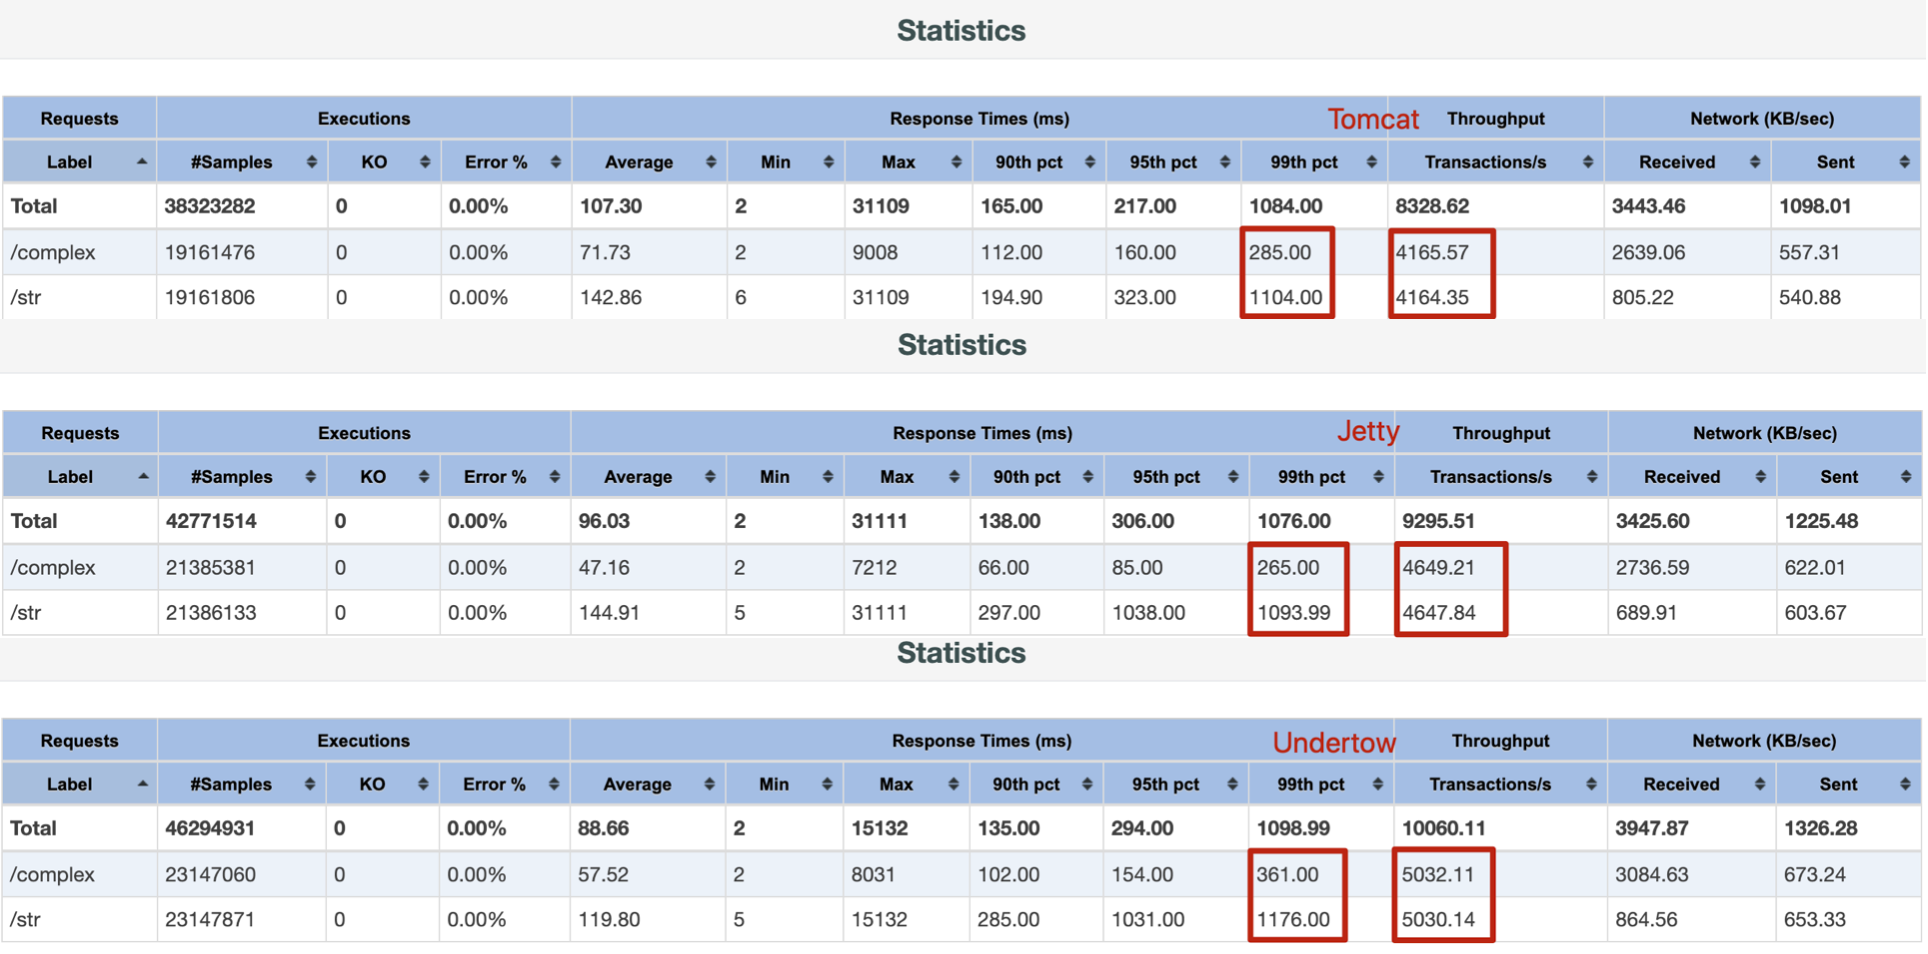 Statistics
Requests Executions Response Times (ms) Tomcat Throughput Network (KB/sec)
Label #Samples KO Error % Average Min Max 90th pct 95th pct 99th pct Transactions/s Received Sent
Total 38323282 0 0.00% 107.30 2 31109 165.00 217.00 1084.00 8328.62 3443.46 1098.01
/complex 19161476 0 0.00% 71.73 2 9008 112.00 160.00 285.00 4165.57 2639.06 557.31
/str 19161806 0 0.00% 142.86 6 31109 194.90 323.00 1104.00 4164.35 805.22 540.88
Statistics
Requests Executions Response Times (ms) Jetty Throughput Network (KB/sec)
Label #Samples KO Error % Average Min Max 90th pct 95th pct 99th pct Transactions/s Received Sent
Total 42771514 0 0.00% 96.03 2 31111 138.00 306.00 1076.00 9295.51 3425.60 1225.48
/complex 21385381 0 0.00% 47.16 2 7212 66.00 85.00 265.00 4649.21 2736.59 622.01
/str 21386133 0 0.00% 144.91 5 31111 297.00 1038.00 1093.99 4647.84 689.91 603.67
Statistics
Requests Executions Response Times (ms) Undertow Throughput Network (KB/sec)
Label #Samples KO Error % Average Min Max 90th pct 95th pct 99th pct Transactions/s Received Sent
Total 46294931 0 0.00% 88.66 2 15132 135.00 294.00 1098.99 10060.11 3947.87 1326.28
/complex 23147060 0 0.00% 57.52 2 8031 102.00 154.00 361.00 5032.11 3084.63 673.24
/str 23147871 0 0.00% 119.80 5 15132 285.00 1031.00 1176.00 5030.14 864.56 653.33